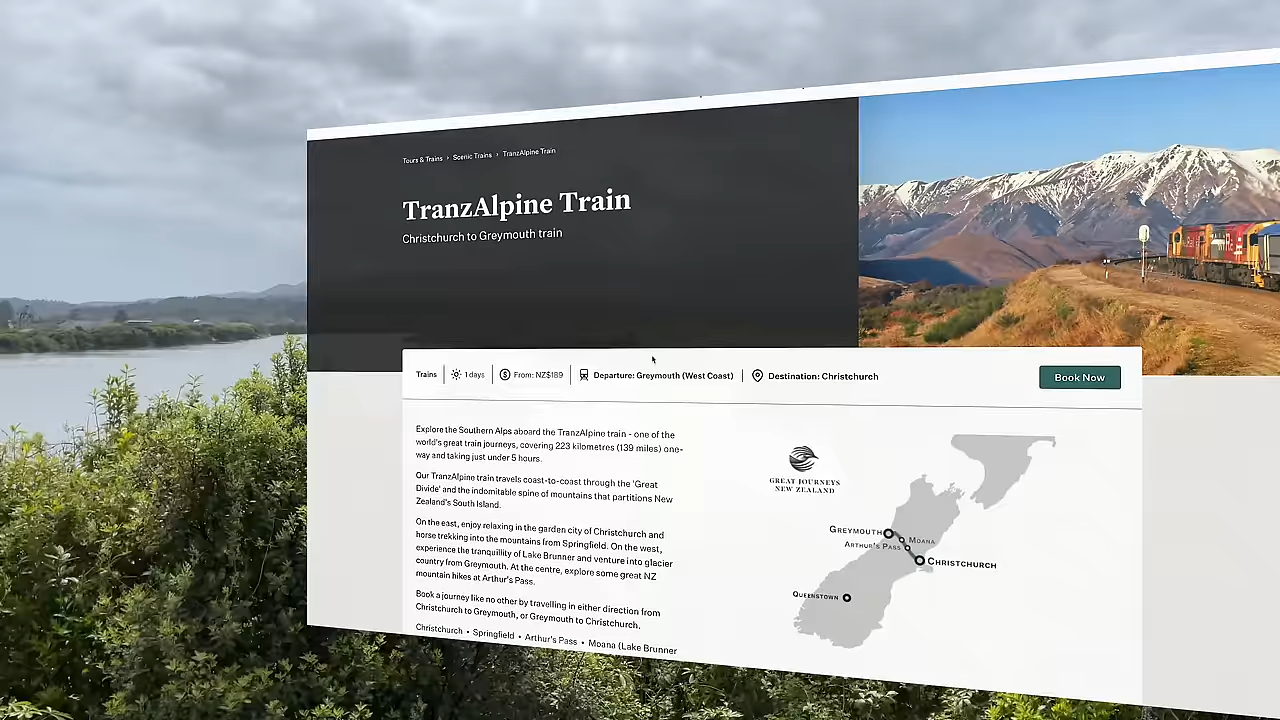 Tours & Trains › Scenic Trains › TranzAlpine Train
TranzAlpine Train
Christchurch to Greymouth train
Trains
1 days
From: NZ$189
Departure: Greymouth (West Coast)
Destination: Christchurch
Book Now
Explore the Southern Alps aboard the TranzAlpine train - one of the
world's great train journeys, covering 223 kilometres (139 miles) one-
way and taking just under 5 hours.
Our TranzAlpine train travels coast-to-coast through the 'Great
Divide' and the indomitable spine of mountains that partitions New
Zealand's South Island.
On the east, enjoy relaxing in the garden city of Christchurch and
horse trekking into the mountains from Springfield. On the west,
experience the tranquillity of Lake Brunner and venture into glacier
country from Greymouth. At the centre, explore some great NZ
mountain hikes at Arthur's Pass.
Book a journey like no other by travelling in either direction from
Christchurch to Greymouth, or Greymouth to Christchurch.
Christchurch • Springfield • Arthur's Pass • Moana (Lake Brunner
GREAT JOURNEYS
NEW ZEALAND
GREYMOUTH
MOANA
ARTHUR'S PASS
CHRISTCHURCH
QUEENSTOWN